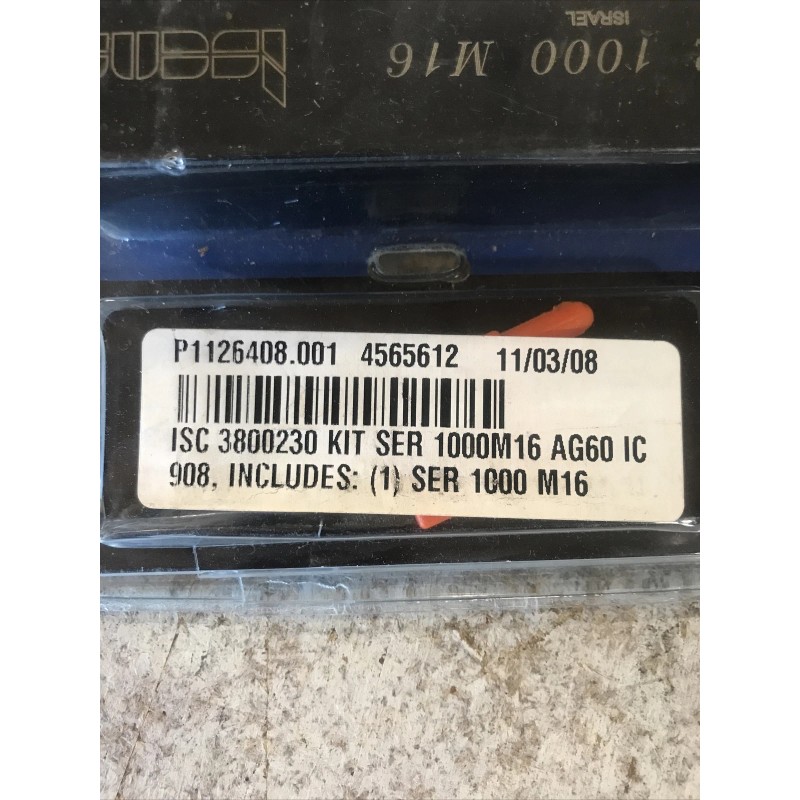 ISRAEL
1000 M16
P1126408.001 4565612 11/03/08
ISC 3800230 KIT SER 1000M16 AG60 IC
908, INCLUDES: (1) SER 1000 M16